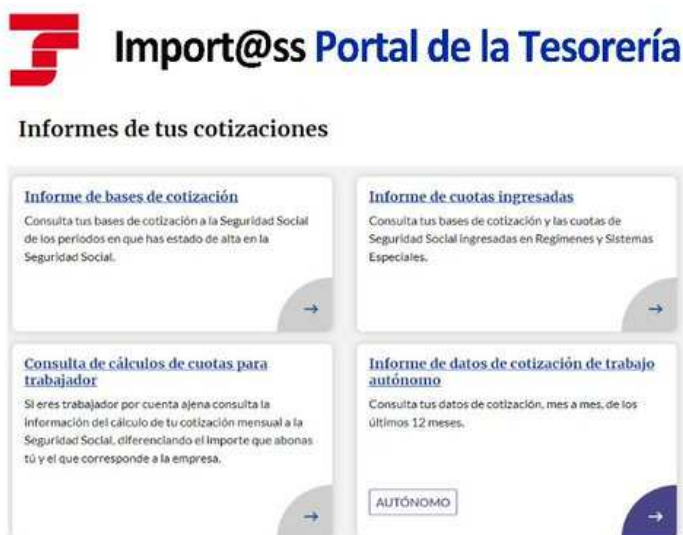 Import@ss Portal de la Tesorería
Informes de tus cotizaciones
Informe de bases de cotización
Consulta tus bases de cotización a la Seguridad Social
de los periodos en que has estado de alta en la
Seguridad Social.
→
Informe de cuotas ingresadas
Consulta tus bases de cotización y las cuotas de
Seguridad Social ingresadas en Regímenes y Sistemas
Especiales.
→
Consulta de cálculos de cuotas para
trabajador
Si eres trabajador por cuenta ajena consulta la
información del cálculo de tu cotización mensual a la
Seguridad Social, diferenciando el importe que abonas
tú y el que corresponde a la empresa.
→
Informe de datos de cotización de trabajo
autónomo
Consulta tus datos de cotización, mes a mes, de los
últimos 12 meses.
AUTÓNOMO
→